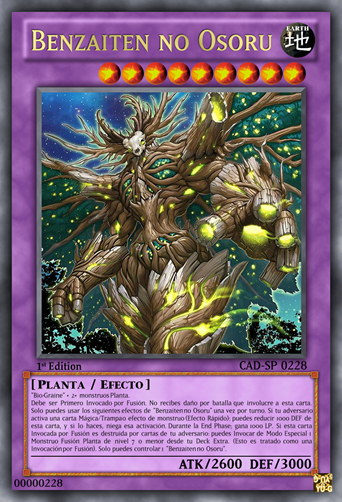 BENZAITEN NO OSORU
EARTH
地
1st Edition
CAD-SP 0228
[PLANTA / EFECTO]
"Bio-Graine" + 2+ monstruos Planta.
Debe ser Primero Invocado por Fusión. No recibes daño por batalla que involucre a esta carta.
Solo puedes usar los siguientes efectos de "Benzaiten no Osoru" una vez por turno. Si tu adversario
activa una carta Mágica/Trampa o efecto de monstruo (Efecto Rápido): puedes reducir 1000 DEF de
esta carta, y si lo haces, niega esa activación. Durante la End Phase: gana 1000 LP. Si esta carta
Invocada por Fusión es destruida por cartas de tu adversario: puedes Invocar de Modo Especial 1
Monstruo Fusión Planta de nivel 7 o menor desde tu Deck Extra. (Esto es tratado como una
Invocación por Fusión). Solo puedes controlar 1 "Benzaiten no Osoru".
ATK/2600 DEF/3000
00000228